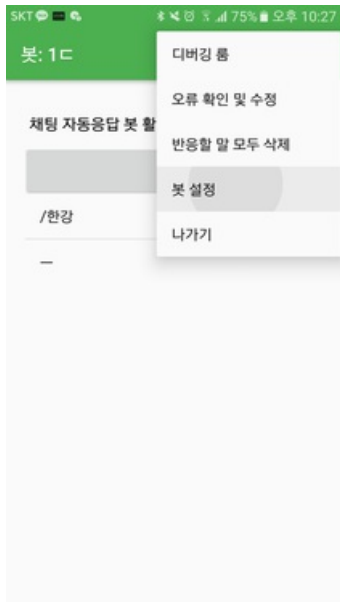 SKT 75% 오후 10:27
봇: 1ㄷ
디버깅 룸
오류 확인 및 수정
채팅 자동응답 봇 활
반응할 말 모두 삭제
봇 설정
/한강
나가기
ㅡ